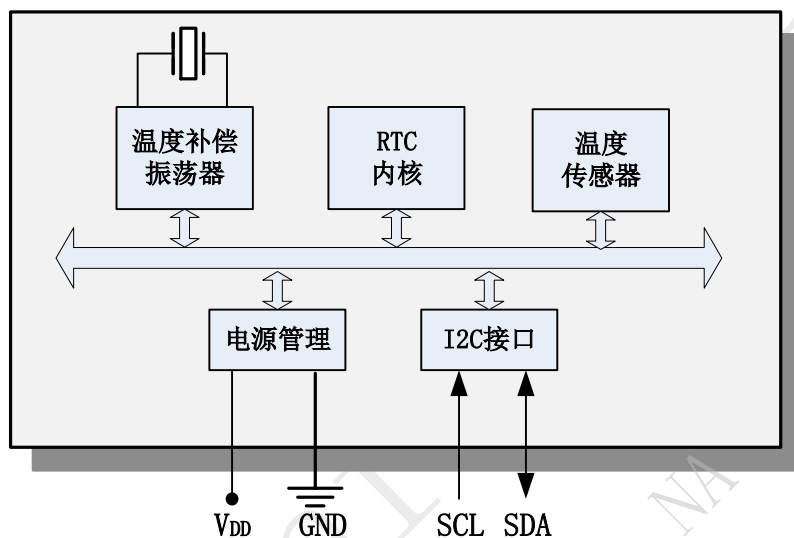 温度补偿
振荡器
RTC
内核
温度
传感器
电源管理
I2C接口
VDD
GND
SCL
SDA
NA